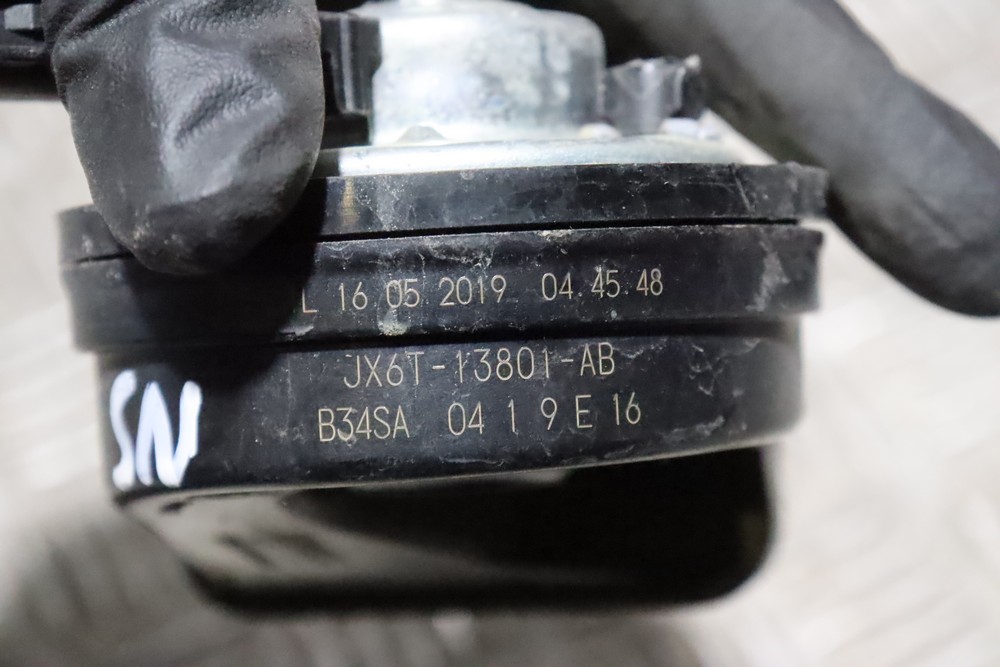 L 16.05.2019 04.45.48
JX6T-13801-AB
B34SA 04 1 9 E 16
SN